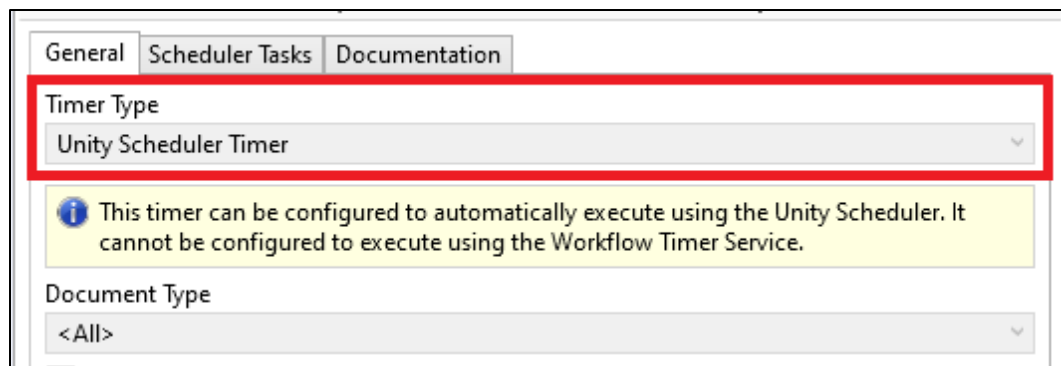 General Scheduler Tasks Documentation
Timer Type
Unity Scheduler Timer
This timer can be configured to automatically execute using the Unity Scheduler. It
cannot be configured to execute using the Workflow Timer Service.
Document Type
<All>